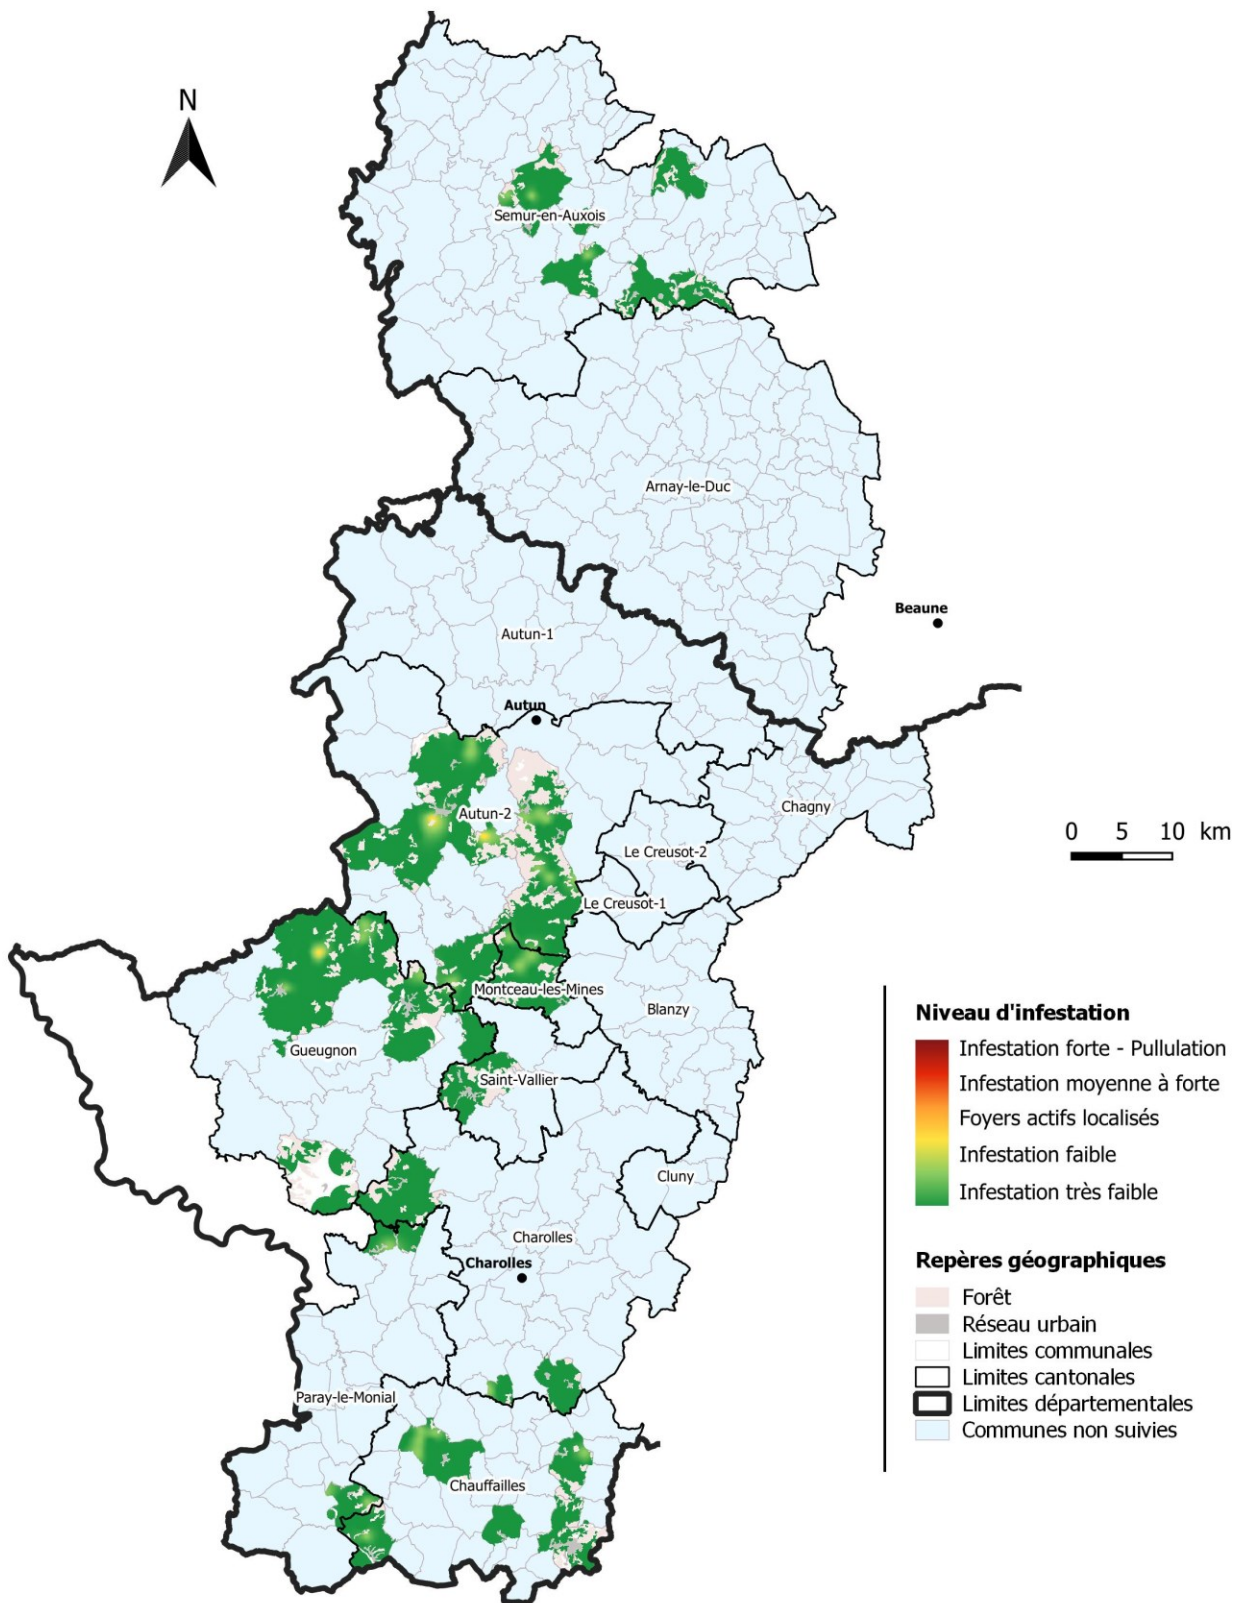 N
Semur-en-Auxois
Arnay-le-Duc
Beaune
Autun-1
Autun
Chagny
Autun-2
0 5 10 km
Le Creusot-2
Le Creusot-1
Montceau-les-Mines
Blanzy
Gueugnon
Saint-Vallier
Cluny
Charolles
Charolles
Paray-le-Monial
Chauffailles
Niveau d'infestation
Infestation forte - Pullulation
Infestation moyenne à forte
Foyers actifs localisés
Infestation faible
Infestation très faible
Repères géographiques
Forêt
Réseau urbain
Limites communales
Limites cantonales
Limites départementales
Communes non suivies